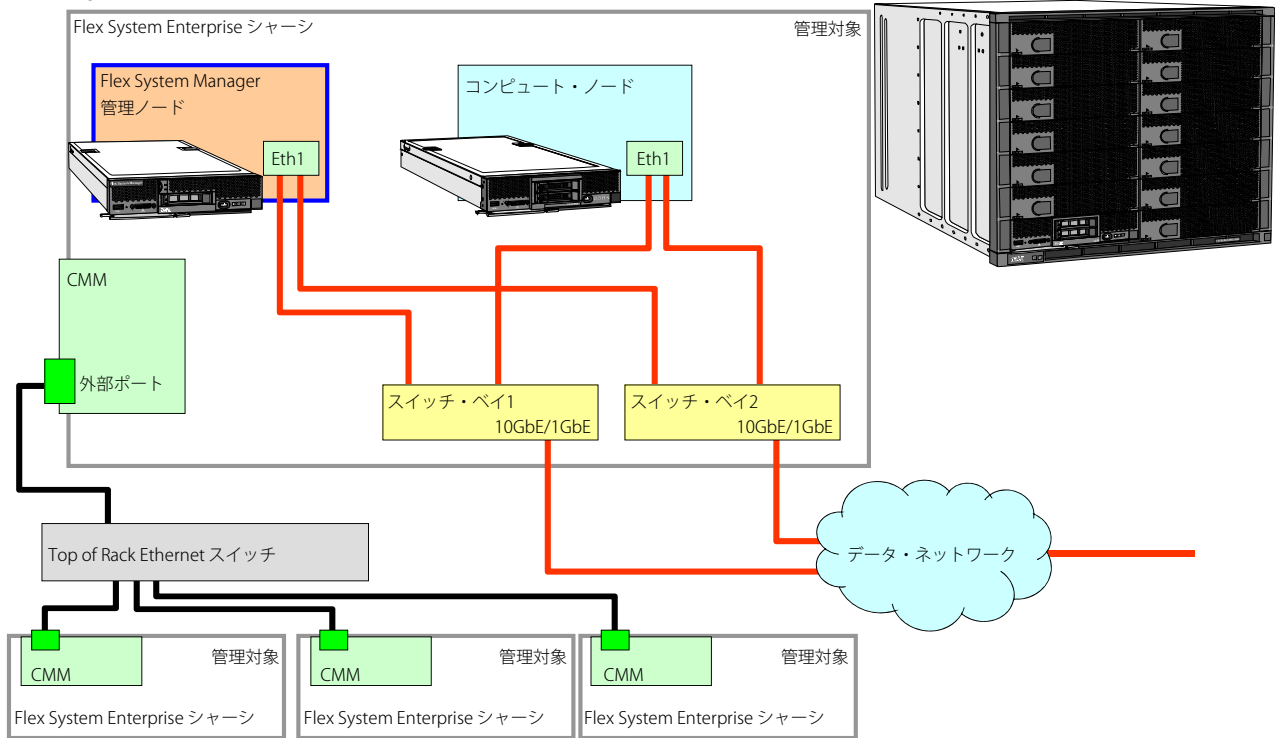 Flex System Enterprise シャーシ
管理対象
Flex System Manager
管理ノード
Eth1
コンピュート・ノード
Eth1
CMM
外部ポート
スイッチ・ベイ1
10GbE/1GbE
スイッチ・ベイ2
10GbE/1GbE
Top of Rack Ethernet スイッチ
データ・ネットワーク
管理対象
CMM
Flex System Enterprise シャーシ
管理対象
CMM
Flex System Enterprise シャーシ
管理対象
CMM
Flex System Enterprise シャーシ